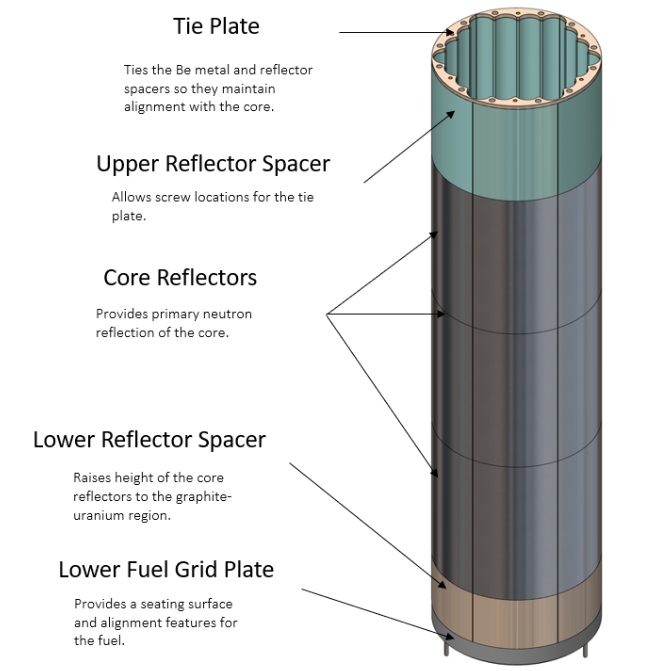 Tie Plate
Ties the Be metal and reflector
spacers so they maintain
alignment with the core.
Upper Reflector Spacer
Allows screw locations for the tie
plate.
Core Reflectors
Provides primary neutron
reflection of the core.
Lower Reflector Spacer
Raises height of the core
reflectors to the graphite-
uranium region.
Lower Fuel Grid Plate
Provides a seating surface
and alignment features for
the fuel.